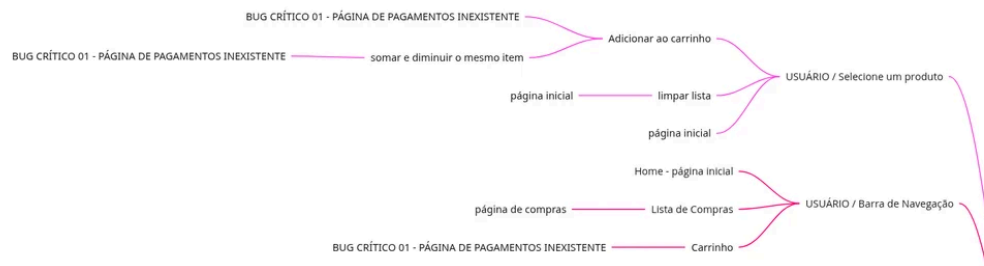 BUG CRÍTICO 01 - PÁGINA DE PAGAMENTOS INEXISTENTE
Adicionar ao carrinho
BUG CRÍTICO 01 - PÁGINA DE PAGAMENTOS INEXISTENTE
somar e diminuir o mesmo item
USUÁRIO / Selecione um produto
página inicial
limpar lista
página inicial
Home - página inicial
USUÁRIO / Barra de Navegação
página de compras
Lista de Compras
BUG CRÍTICO 01 - PÁGINA DE PAGAMENTOS INEXISTENTE
Carrinho